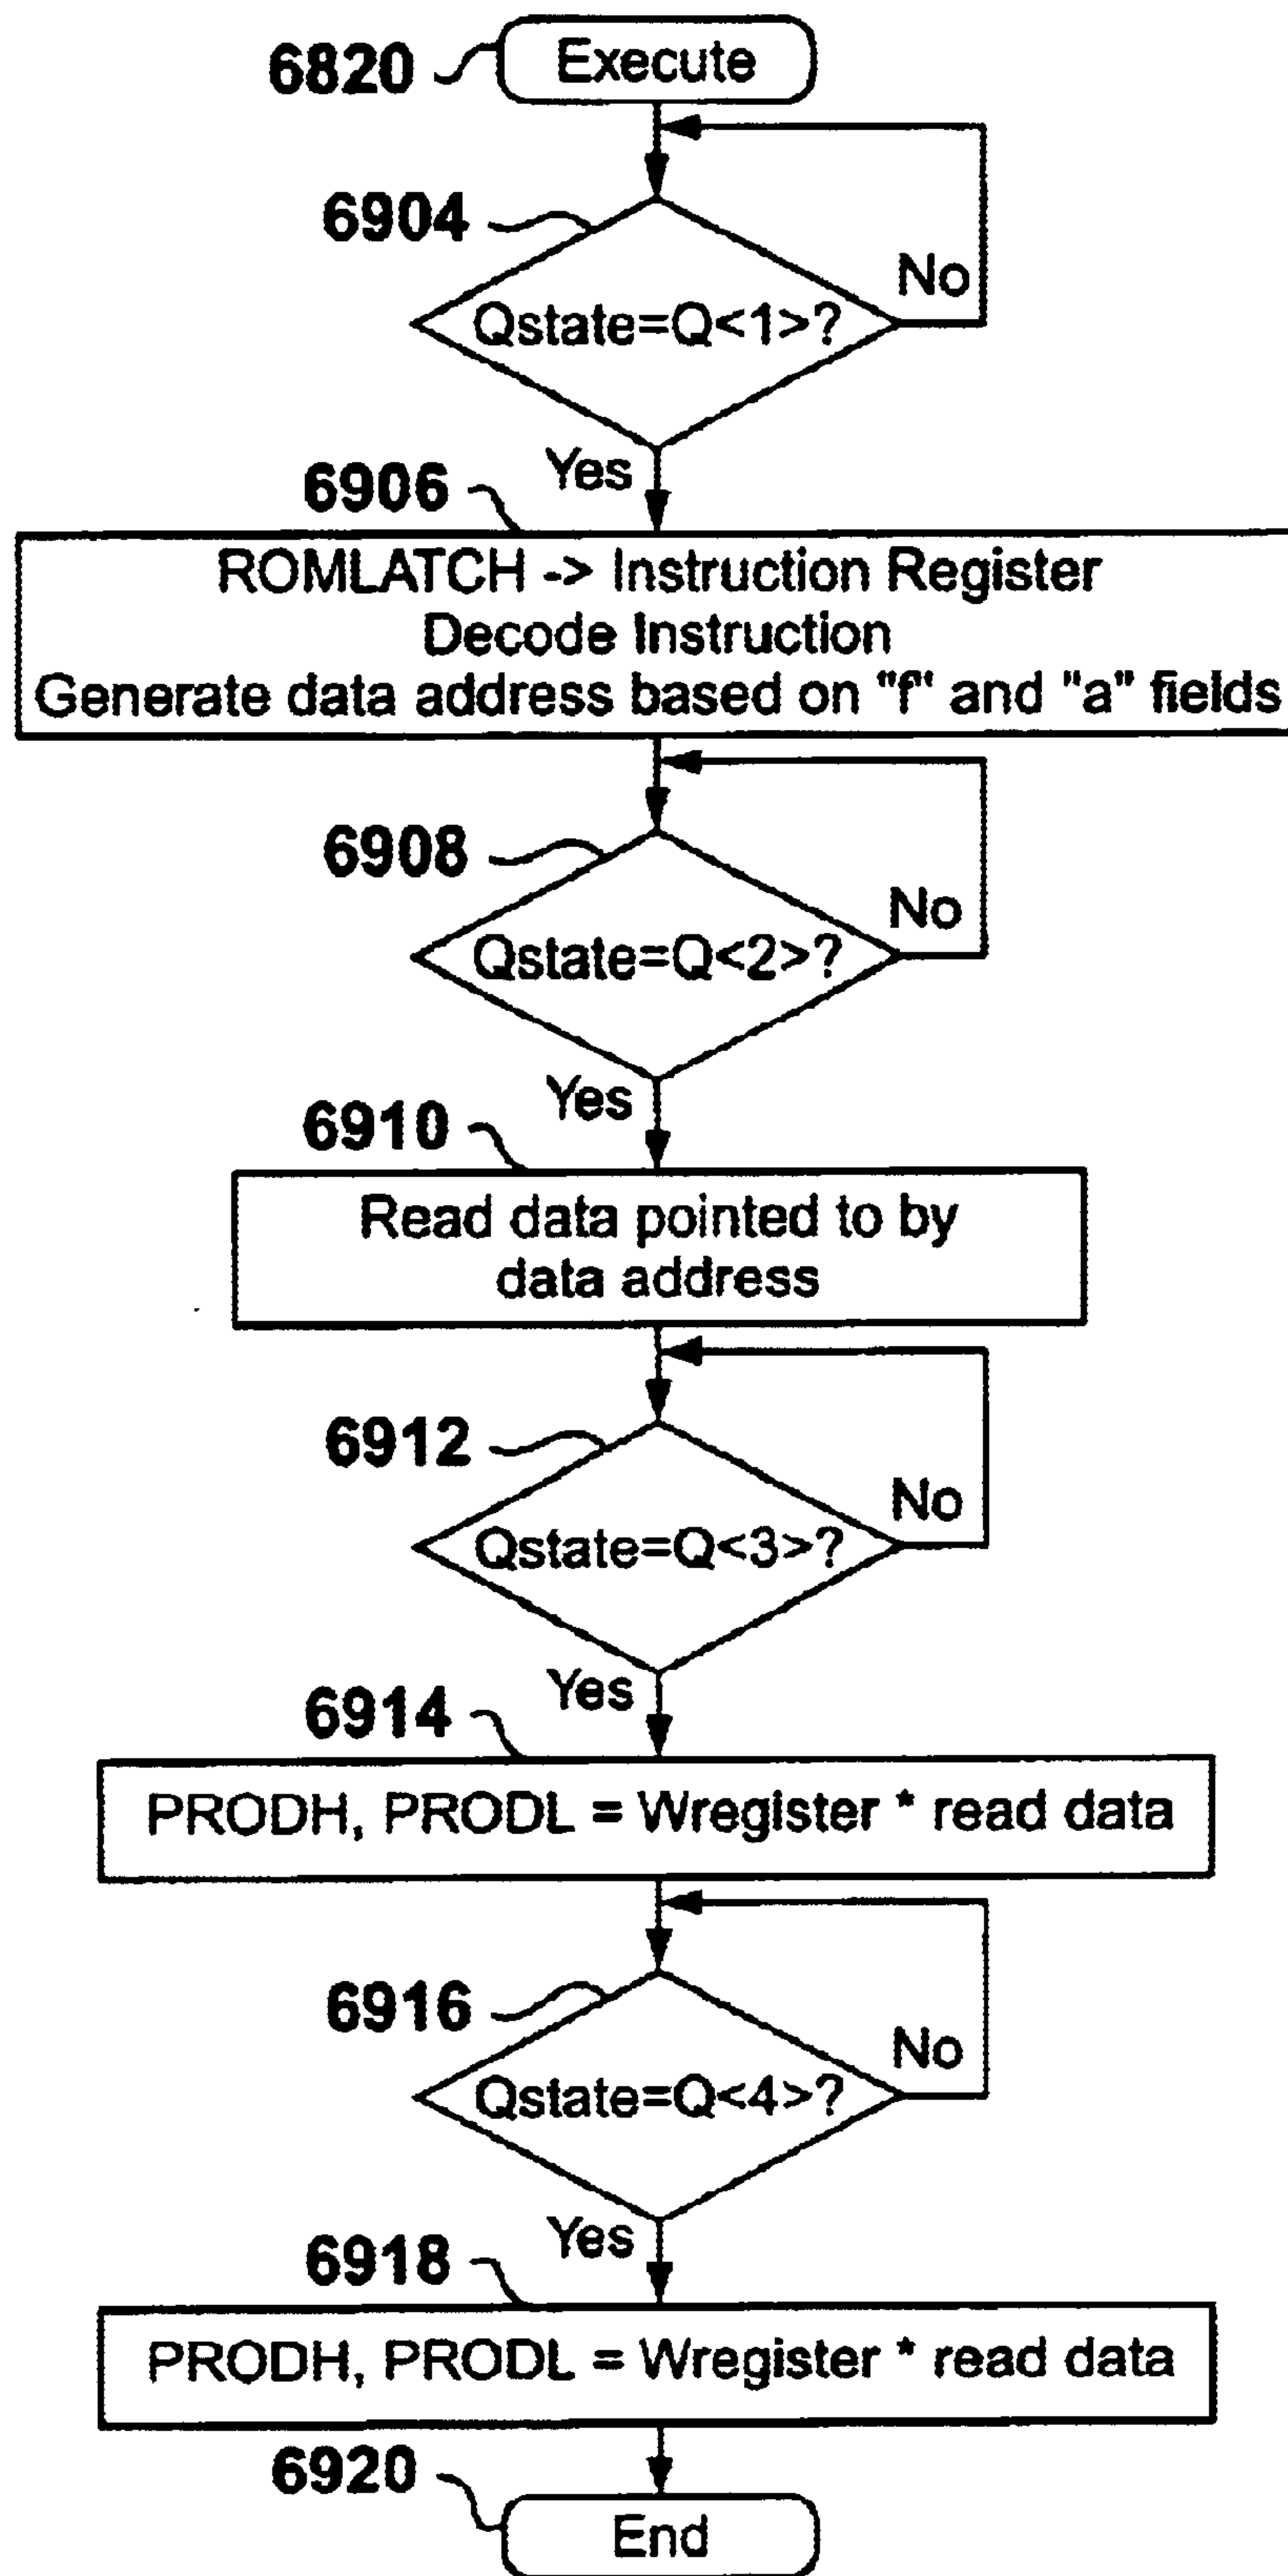 6820
Execute
6904
No
Qstate=Q<1>?
Yes
6906
ROMLATCH -> Instruction Register
Decode Instruction
Generate data address based on "f" and "a" fields
6908
No
Qstate=Q<2>?
Yes
6910
Read data pointed to by
data address
6912
No
Qstate=Q<3>?
Yes
6914
PRODH, PRODL = Wregister * read data
6916
No
Qstate=Q<4>?
Yes
6918
PRODH, PRODL = Wregister * read data
6920
End